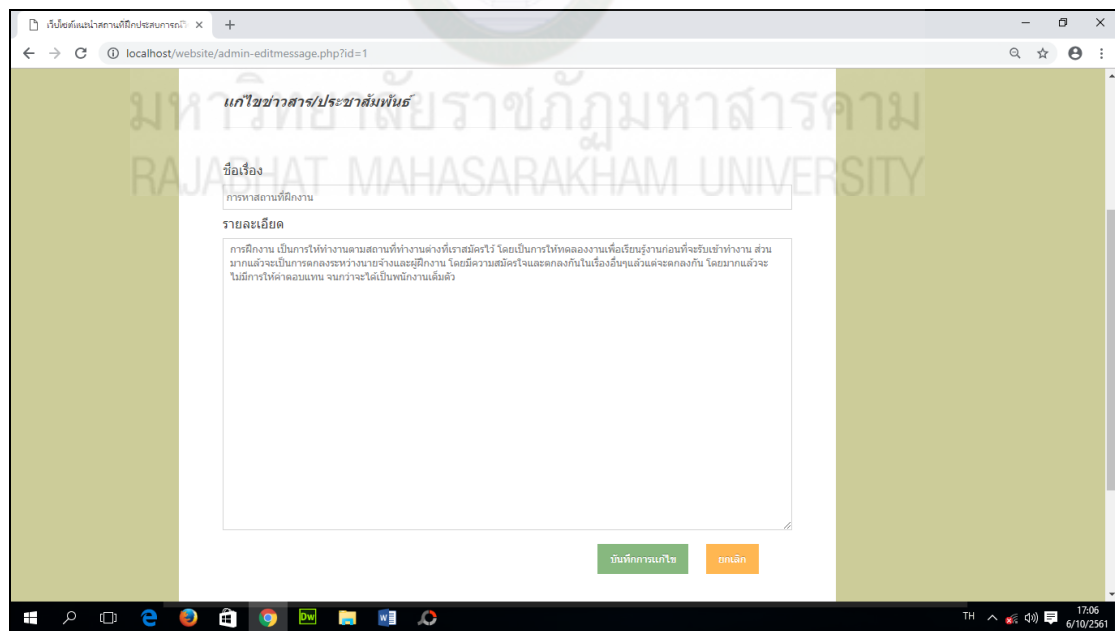 เว็บไซต์แนะนำสถานที่ฝึกประสบการณ์วิ
localhost/website/admin-editmessage.php?id=1
มหาวิทยาลัยราชภัฏมหาสารคาม
RAJABHAT MAHASARAKHAM UNIVERSITY
แก้ไขข่าวสาร/ประชาสัมพันธ์
ชื่อเรื่อง
การหาสถานที่ฝึกงาน
รายละเอียด
การฝึกงาน เป็นการให้ทำงานตามสถานที่ทำงานต่างที่เราสมัครไว้ โดยเป็นการให้ทดลองงานเพื่อเรียนรู้งานก่อนที่จะรับเข้าทำงาน ส่วน
มากแล้วจะเป็นการตกลงระหว่างนายจ้างและผู้ฝึกงาน โดยมีความสมัครใจและตกลงกันในเรื่องอื่นๆแล้วแต่จะตกลงกัน โดยมากแล้วจะ
ไม่มีการให้ค่าตอบแทน จนกว่าจะได้เป็นพนักงานเต็มตัว
บันทึกการแก้ไข
ยกเลิก
Dw
TH
17:06
6/10/2561